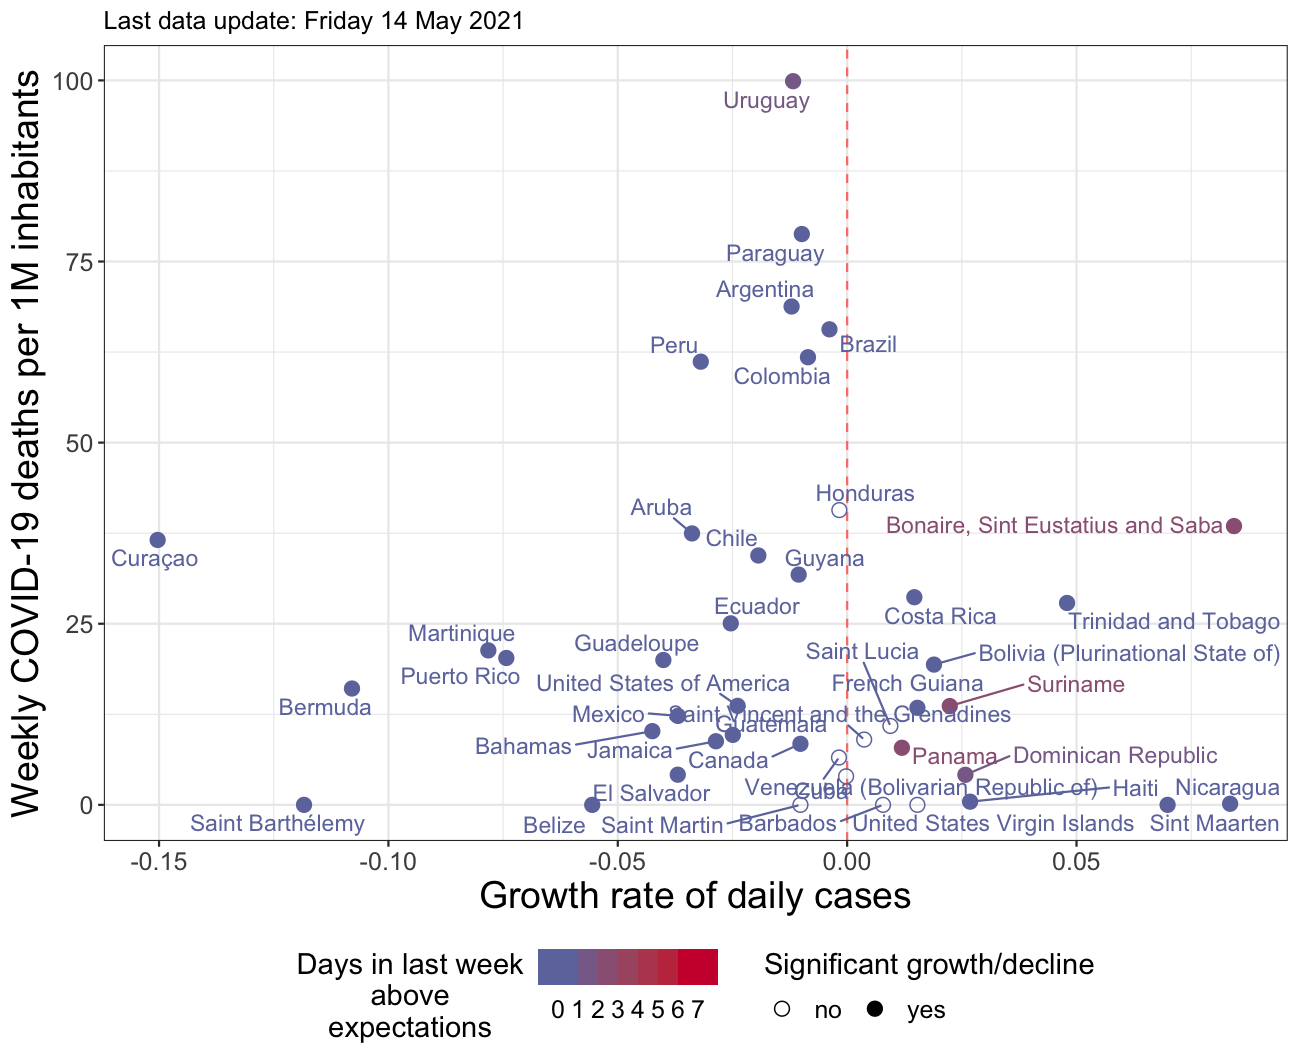 Last data update: Friday 14 May 2021
Weekly COVID-19 deaths per 1M inhabitants
100
75
50
25
0
Uruguay
Paraguay
Argentina
Brazil
Peru
Colombia
Honduras
Aruba
Bonaire, Sint Eustatius and Saba
Chile
Curaçao
Guyana
Ecuador
Costa Rica
Trinidad and Tobago
Martinique
Guadeloupe
Saint Lucia
Bolivia (Plurinational State of)
Puerto Rico
United States of America
French Guiana
Suriname
Bermuda
Mexico
Saint Vincent and the Grenadines
Guatemala
Bahamas
Jamaica
Canada
Panama
Dominican Republic
El Salvador
Venezuela (Bolivarian Republic of)
Cuba
Haiti
Nicaragua
Saint Barthélemy
Belize
Saint Martin
Barbados
United States Virgin Islands
Sint Maarten
-0.15
-0.10
-0.05
0.00
0.05
Growth rate of daily cases
Days in last week
above
expectations
0 1 2 3 4 5 6 7
Significant growth/decline
no
yes